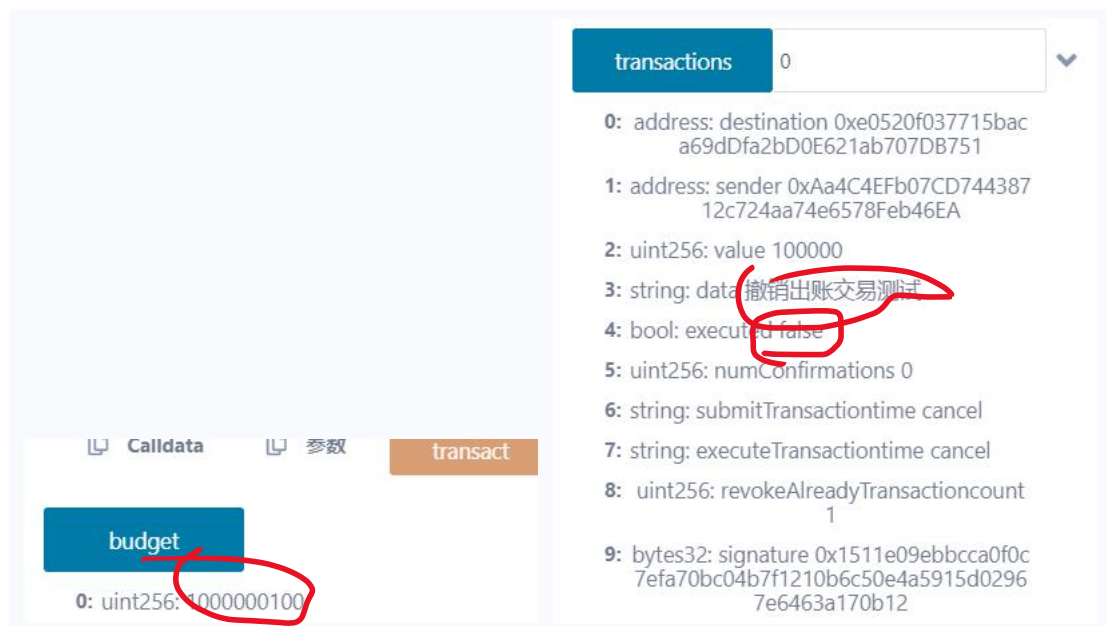 Calldata
参数
transact
budget
0: uint256: 1000000100
transactions
0
0: address: destination 0xe0520f037715bac
a69dDfa2bD0E621ab707DB751
1: address: sender 0xAa4C4EFb07CD744387
12c724aa74e6578Feb46EA
2: uint256: value 100000
3: string: data 撤销出账交易测试
4: bool: executed false
5: uint256: numConfirmations 0
6: string: submitTransactiontime cancel
7: string: executeTransactiontime cancel
8: uint256: revokeAlreadyTransactioncount
1
9: bytes32: signature 0x1511e09ebbcca0f0c
7efa70bc04b7f1210b6c50e4a5915d0296
7e6463a170b12